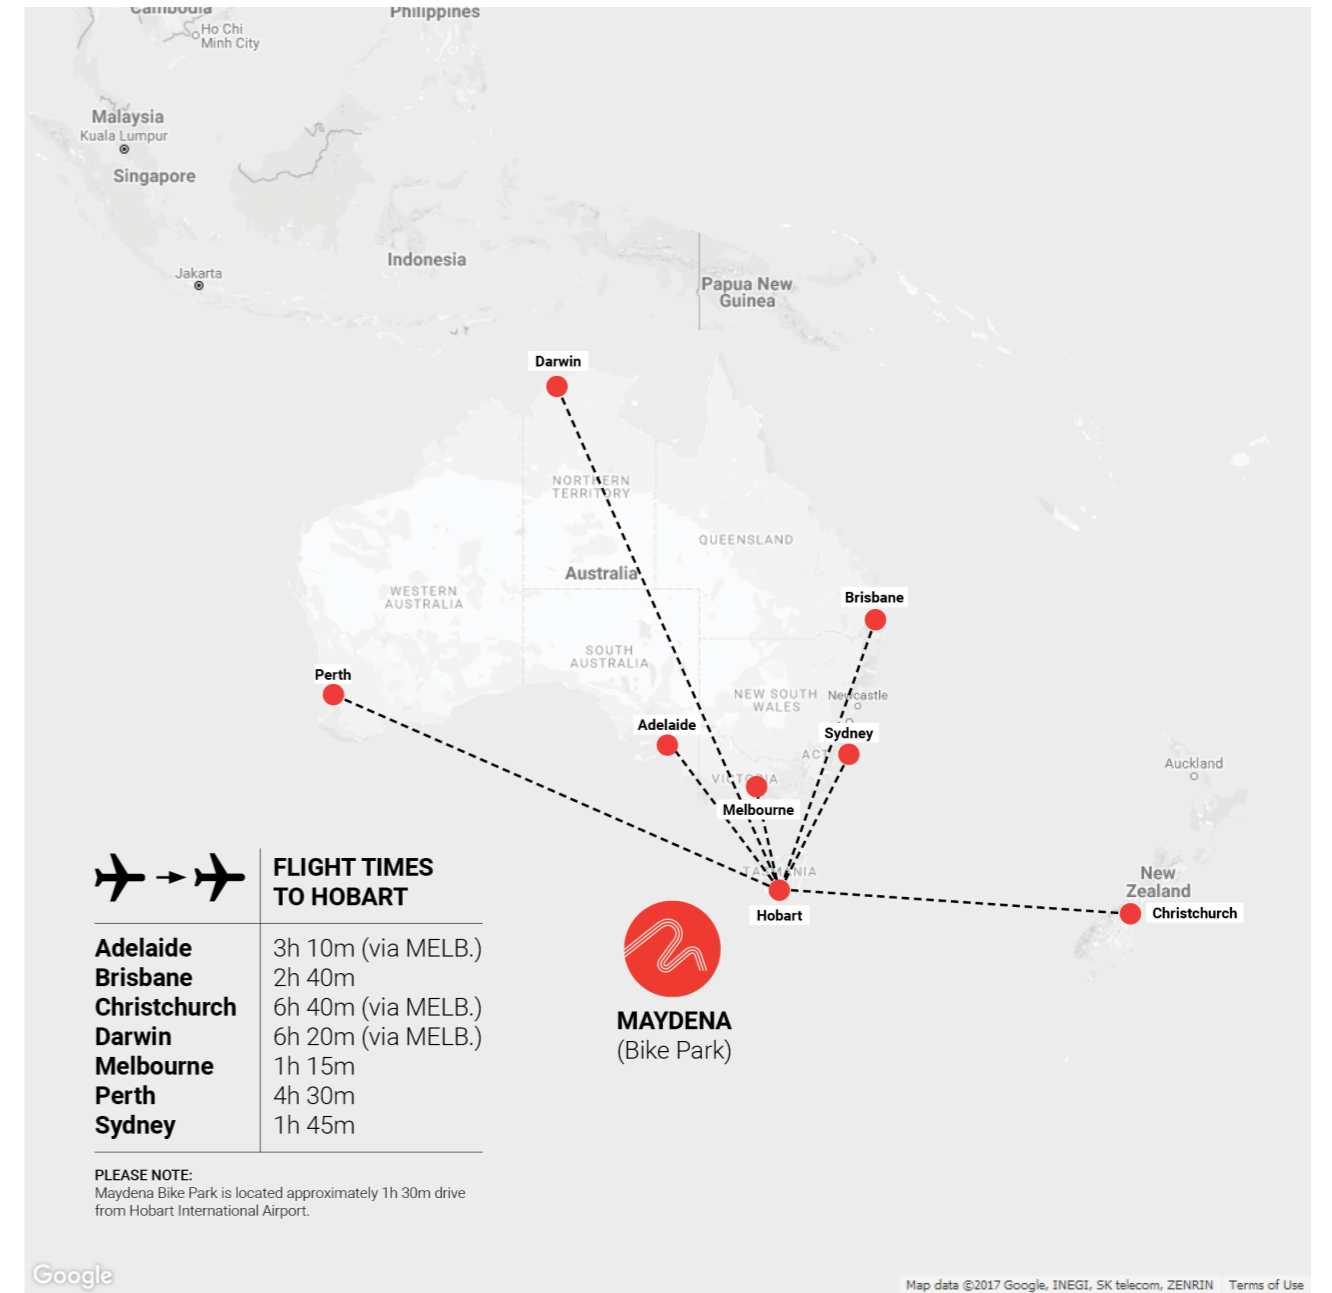 Cambodia
Philippines
Ho Chi
Minh City
Malaysia
Kuala Lumpur
Singapore
Indonesia
Jakarta
Papua New
Guinea
Darwin
NORTHERN
TERRITORY
QUEENSLAND
Australia
WESTERN
AUSTRALIA
Brisbane
SOUTH
AUSTRALIA
Perth
NEW SOUTH
WALES
Newcastle
Adelaide
Sydney
ACT
Auckland
VICTORIA
Melbourne
TASMANIA
New
Zealand
Hobart
Christchurch
FLIGHT TIMES
TO HOBART
Adelaide 3h 10m (via MELB.)
Brisbane 2h 40m
Christchurch 6h 40m (via MELB.)
Darwin 6h 20m (via MELB.)
Melbourne 1h 15m
Perth 4h 30m
Sydney 1h 45m
MAYDENA
(Bike Park)
PLEASE NOTE:
Maydena Bike Park is located approximately 1h 30m drive
from Hobart International Airport.
Google
Map data ©2017 Google, INEGI, SK telecom, ZENRIN Terms of Use